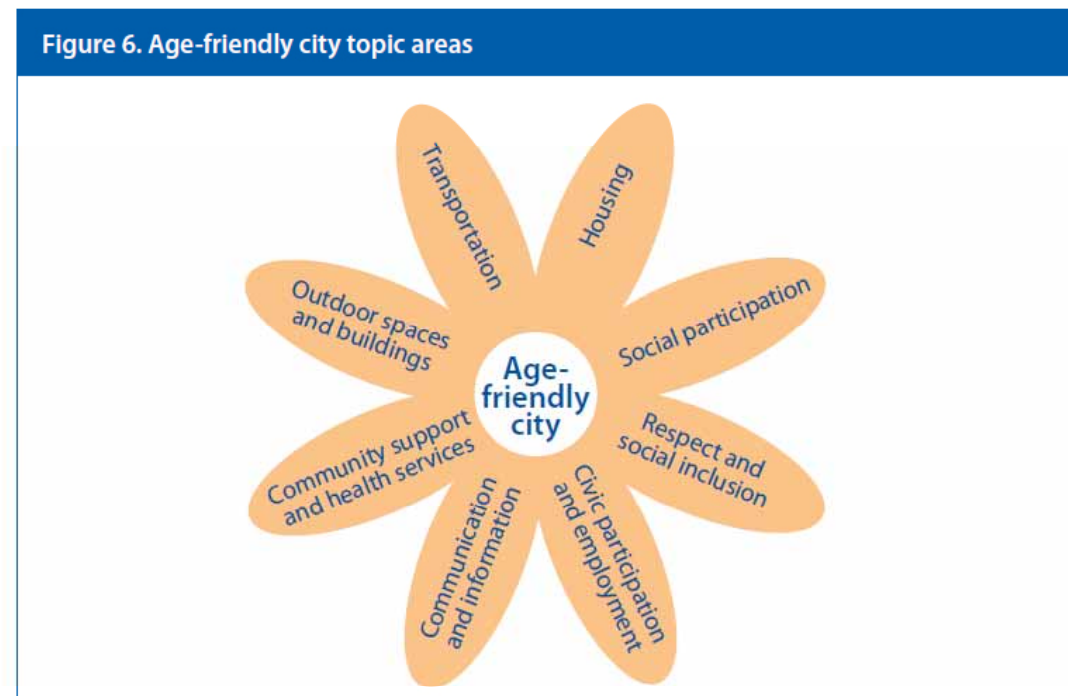 Figure 6. Age-friendly city topic areas
Transportation
Housing
Social participation
Respect and
social inclusion
Civic participation
and employment
Communication
and information
Community support
and health services
Outdoor spaces
and buildings
Age-
friendly
city